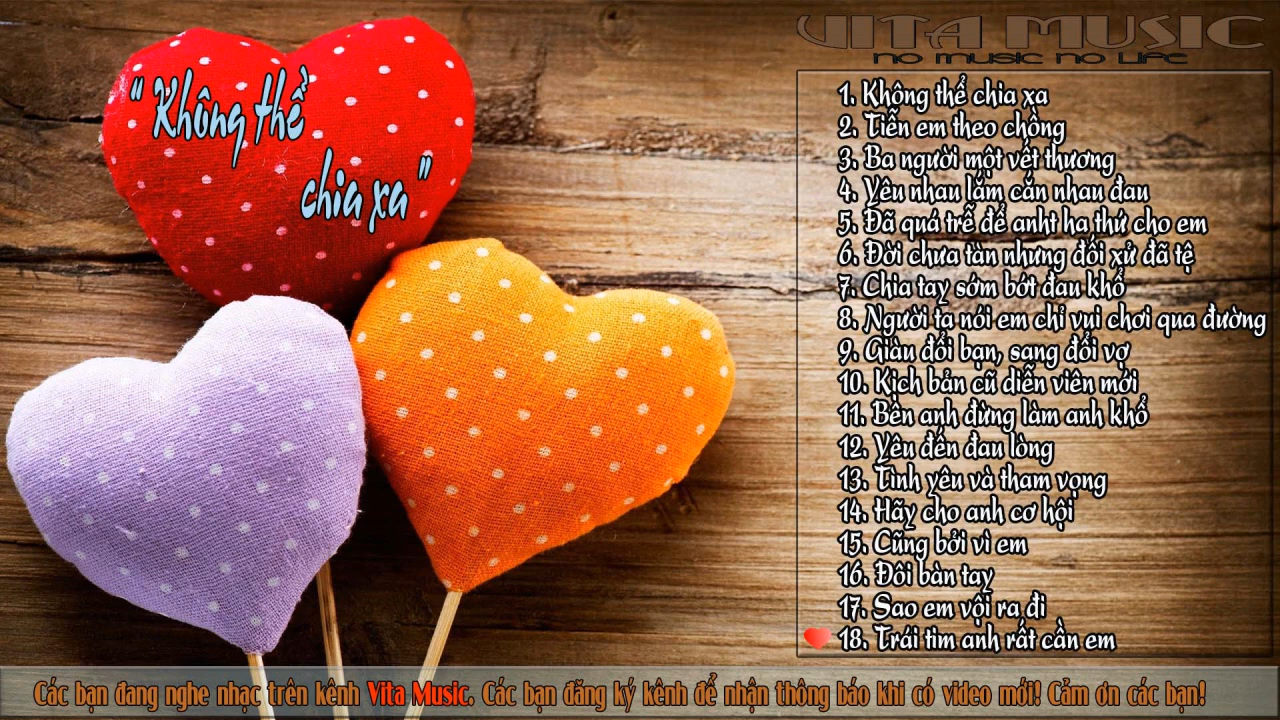 " Không thể
chia xa "
VITA MUSIC
NO MUSIC NO LIFE
1. Không thể chia xa
2. Tiễn em theo chồng
3. Ba người một vết thương
4. Yêu nhau lắm cắn nhau đau
5. Đã quá trễ để anht ha thứ cho em
6. Đời chưa tàn nhưng đối xử đã tệ
7. Chia tay sớm bớt đau khổ
8. Người ta nói em chỉ vui chơi qua đường
9. Giàu đổi bạn, sang đổi vợ
10. Kịch bản cũ diễn viên mới
11. Bên anh đừng làm anh khổ
12. Yêu đến đau lòng
13. Tình yêu và tham vọng
14. Hãy cho anh cơ hội
15. Cũng bởi vì em
16. Đôi bàn tay
17. Sao em vội ra đi
18. Trái tim anh rất cần em
Các bạn đang nghe nhạc trên kênh Vita Music. Các bạn đăng ký kênh để nhận thông báo khi có video mới! Cảm ơn các bạn!